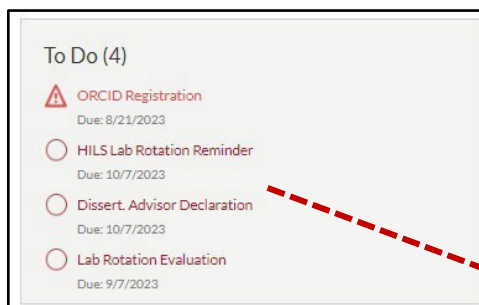 To Do (4)
ORCID Registration
Due: 8/21/2023
HILS Lab Rotation Reminder
Due: 10/7/2023
Dissert. Advisor Declaration
Due: 10/7/2023
Lab Rotation Evaluation
Due: 9/7/2023